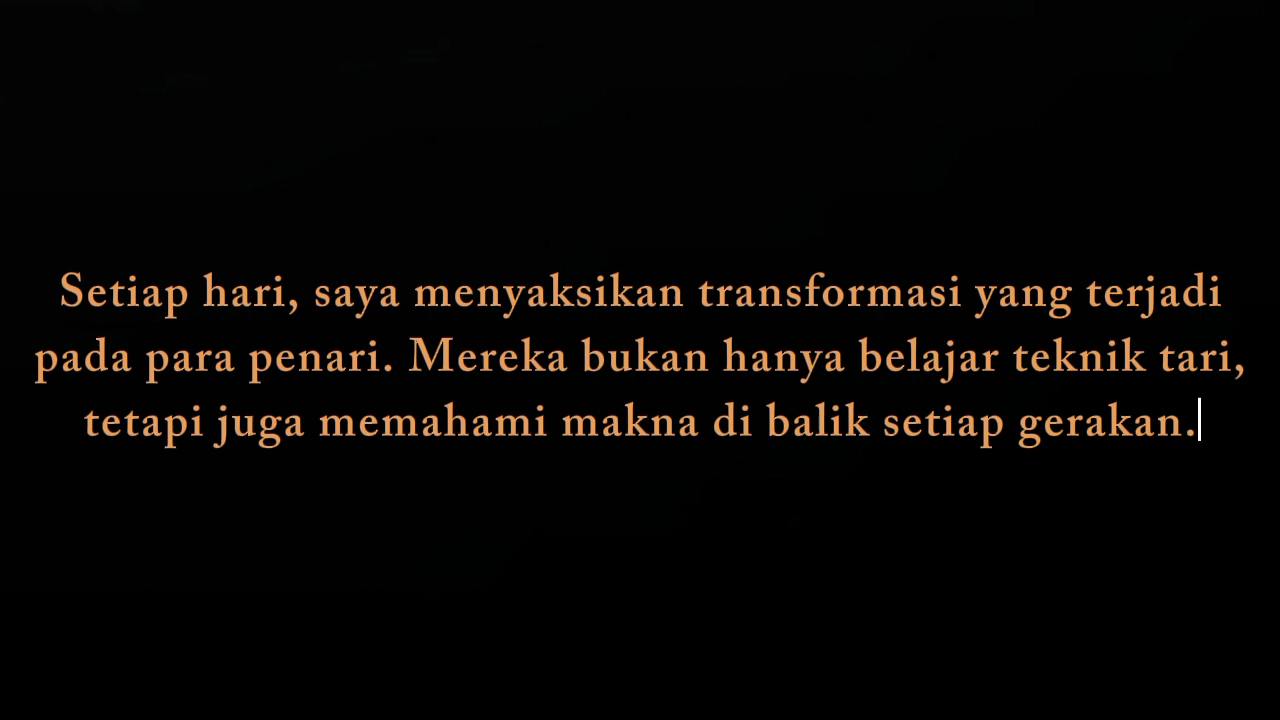 Setiap hari, saya menyaksikan transformasi yang terjadi
pada para penari. Mereka bukan hanya belajar teknik tari,
tetapi juga memahami makna di balik setiap gerakan.